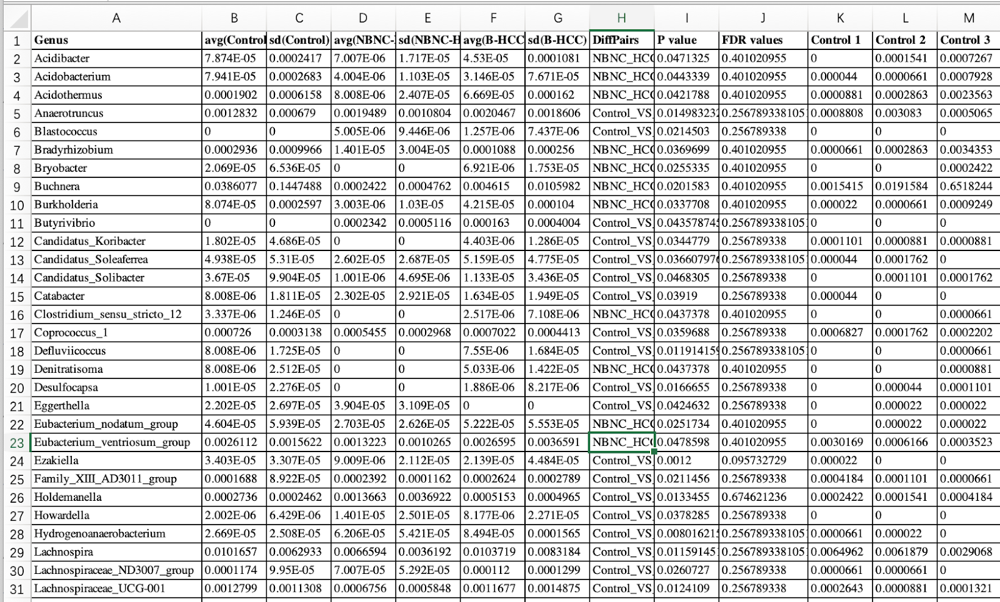 A B C D E F G H I J K L M
1 Genus avg(Control sd(Control) avg(NBNC- sd(NBNC-H avg(B-HCC sd(B-HCC) DiffPairs P value FDR values Control 1 Control 2 Control 3
2 Acidibacter 7.874E-05 0.0002417 7.007E-06 1.717E-05 4.53E-05 0.0001081 NBNC_HCC 0.0471325 0.401020955 0 0.0001541 0.0007267
3 Acidobacterium 7.941E-05 0.0002683 4.004E-06 1.103E-05 3.146E-05 7.671E-05 NBNC_HCC 0.0443339 0.401020955 0.000044 0.0000661 0.0007928
4 Acidothermus 0.0001902 0.0006158 8.008E-06 2.407E-05 6.669E-05 0.000162 NBNC_HCC 0.0421788 0.401020955 0.0000881 0.0002863 0.0023563
5 Anaerotruncus 0.0012832 0.000679 0.0019489 0.0010804 0.0020467 0.0018606 Control_VS_ 0.014983232 0.256789338105 0.0008808 0.003083 0.0005065
6 Blastococcus 0 0 5.005E-06 9.446E-06 1.257E-06 7.437E-06 Control_VS_ 0.0214503 0.256789338 0 0 0
7 Bradyrhizobium 0.0002936 0.0009966 1.401E-05 3.004E-05 0.0001088 0.000256 NBNC_HCC 0.0369699 0.401020955 0.0000661 0.0002863 0.0034353
8 Bryobacter 2.069E-05 6.536E-05 0 0 6.921E-06 1.753E-05 NBNC_HCC 0.0255335 0.401020955 0 0 0.0002422
9 Buchnera 0.0386077 0.1447488 0.0002422 0.0004762 0.004615 0.0105982 NBNC_HCC 0.0201583 0.401020955 0.0015415 0.0191584 0.6518244
10 Burkholderia 8.074E-05 0.0002597 3.003E-06 1.03E-05 4.215E-05 0.000104 NBNC_HCC 0.0337708 0.401020955 0.000022 0.0000661 0.0009249
11 Butyrivibrio 0 0 0.0002342 0.0005116 0.000163 0.0004004 Control_VS_ 0.04357874 0.256789338105 0 0 0
12 Candidatus_Koribacter 1.802E-05 4.686E-05 0 0 4.403E-06 1.286E-05 Control_VS_ 0.0344779 0.256789338 0.0001101 0.0000881 0.0000881
13 Candidatus_Soleaferrea 4.938E-05 5.31E-05 2.602E-05 2.687E-05 5.159E-05 4.775E-05 Control_VS_ 0.03660797 0.256789338105 0.000044 0.0001762 0
14 Candidatus_Solibacter 3.67E-05 9.904E-05 1.001E-06 4.695E-06 1.133E-05 3.436E-05 Control_VS_ 0.0468305 0.256789338 0 0.0001101 0.0001762
15 Catabacter 8.008E-06 1.811E-05 2.302E-05 2.921E-05 1.634E-05 1.949E-05 Control_VS_ 0.03919 0.256789338 0.000044 0 0
16 Clostridium_sensu_stricto_12 3.337E-06 1.246E-05 0 0 2.517E-06 7.108E-06 NBNC_HCC 0.0437378 0.401020955 0 0 0.0000661
17 Coprococcus_1 0.000726 0.0003138 0.0005455 0.0002968 0.0007022 0.0004413 Control_VS_ 0.0359688 0.256789338 0.0006827 0.0001762 0.0002202
18 Defluviicoccus 8.008E-06 1.725E-05 0 0 7.55E-06 1.684E-05 Control_VS_ 0.01191415 0.256789338105 0 0 0.0000661
19 Denitratisoma 8.008E-06 2.512E-05 0 0 5.033E-06 1.422E-05 NBNC_HCC 0.0437378 0.401020955 0 0 0.0000881
20 Desulfocapsa 1.001E-05 2.276E-05 0 0 1.886E-06 8.217E-06 Control_VS_ 0.0166655 0.256789338 0 0.000044 0.0001101
21 Eggerthella 2.202E-05 2.697E-05 3.904E-05 3.109E-05 0 0 Control_VS_ 0.0424632 0.256789338 0 0.000022 0.000022
22 Eubacterium_nodatum_group 4.604E-05 5.939E-05 2.703E-05 2.626E-05 5.222E-05 5.553E-05 NBNC_HCC 0.0251734 0.401020955 0 0.000022 0.000022
23 Eubacterium_ventriosum_group 0.0026112 0.0015622 0.0013223 0.0010265 0.0026595 0.0036591 NBNC_HCC 0.0478598 0.401020955 0.0030169 0.0006166 0.0003523
24 Ezakiella 3.403E-05 3.307E-05 9.009E-06 2.112E-05 2.139E-05 4.484E-05 Control_VS_ 0.0012 0.095732729 0.000022 0 0
25 Family_XIII_AD3011_group 0.0001688 8.922E-05 0.0002392 0.0001162 0.0002624 0.0002789 Control_VS_ 0.0211456 0.256789338 0.0004184 0.0001101 0.0000661
26 Holdemanella 0.0002736 0.0002462 0.0013663 0.0036922 0.0005153 0.0004965 Control_VS_ 0.0133455 0.674621236 0.0002422 0.0001541 0.0004184
27 Howardella 2.002E-06 6.429E-06 1.401E-05 2.501E-05 8.177E-06 2.271E-05 Control_VS_ 0.0378285 0.256789338 0 0 0
28 Hydrogenoanaerobacterium 2.669E-05 2.508E-05 6.206E-05 5.421E-05 8.494E-05 0.0001565 Control_VS_ 0.00801621 0.256789338105 0.0000661 0.000022 0
29 Lachnospira 0.0101657 0.0062933 0.0066594 0.0036192 0.0103719 0.0083184 Control_VS_ 0.01159145 0.256789338105 0.0064962 0.0061879 0.0029068
30 Lachnospiraceae_ND3007_group 0.0001174 9.95E-05 7.007E-05 5.292E-05 0.000112 0.0001299 Control_VS_ 0.0260727 0.256789338 0.0000661 0.0000661 0
31 Lachnospiraceae_UCG-001 0.0012799 0.0011308 0.0006756 0.0005848 0.0011677 0.0014875 Control_VS_ 0.0124109 0.256789338 0.0002643 0.0000881 0.0001321